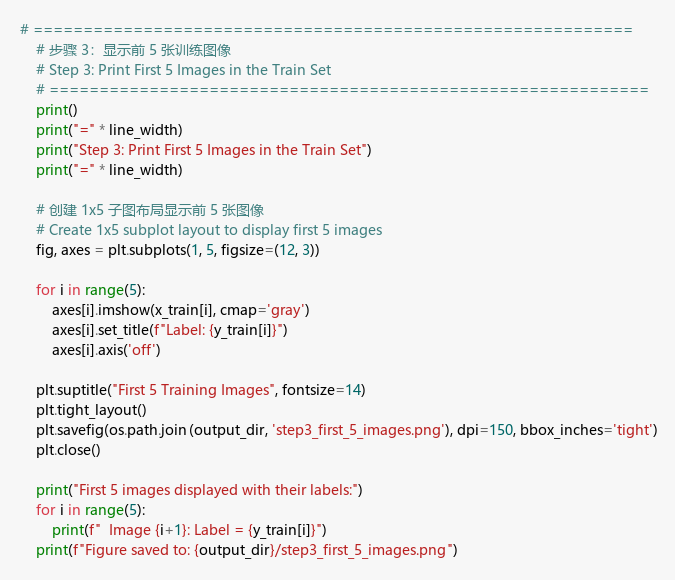 # ============================================================
# 步骤 3：显示前 5 张训练图像
# Step 3: Print First 5 Images in the Train Set
# ============================================================
print()
print("=" * line_width)
print("Step 3: Print First 5 Images in the Train Set")
print("=" * line_width)
# 创建 1x5 子图布局显示前 5 张图像
# Create 1x5 subplot layout to display first 5 images
fig, axes = plt.subplots(1, 5, figsize=(12, 3))
for i in range(5):
axes[i].imshow(x_train[i], cmap='gray')
axes[i].set_title(f"Label: {y_train[i]}")
axes[i].axis('off')
plt.suptitle("First 5 Training Images", fontsize=14)
plt.tight_layout()
plt.savefig(os.path.join(output_dir, 'step3_first_5_images.png'), dpi=150, bbox_inches='tight')
plt.close()
print("First 5 images displayed with their labels:")
for i in range(5):
print(f"  Image {i+1}: Label = {y_train[i]}")
print(f"Figure saved to: {output_dir}/step3_first_5_images.png")